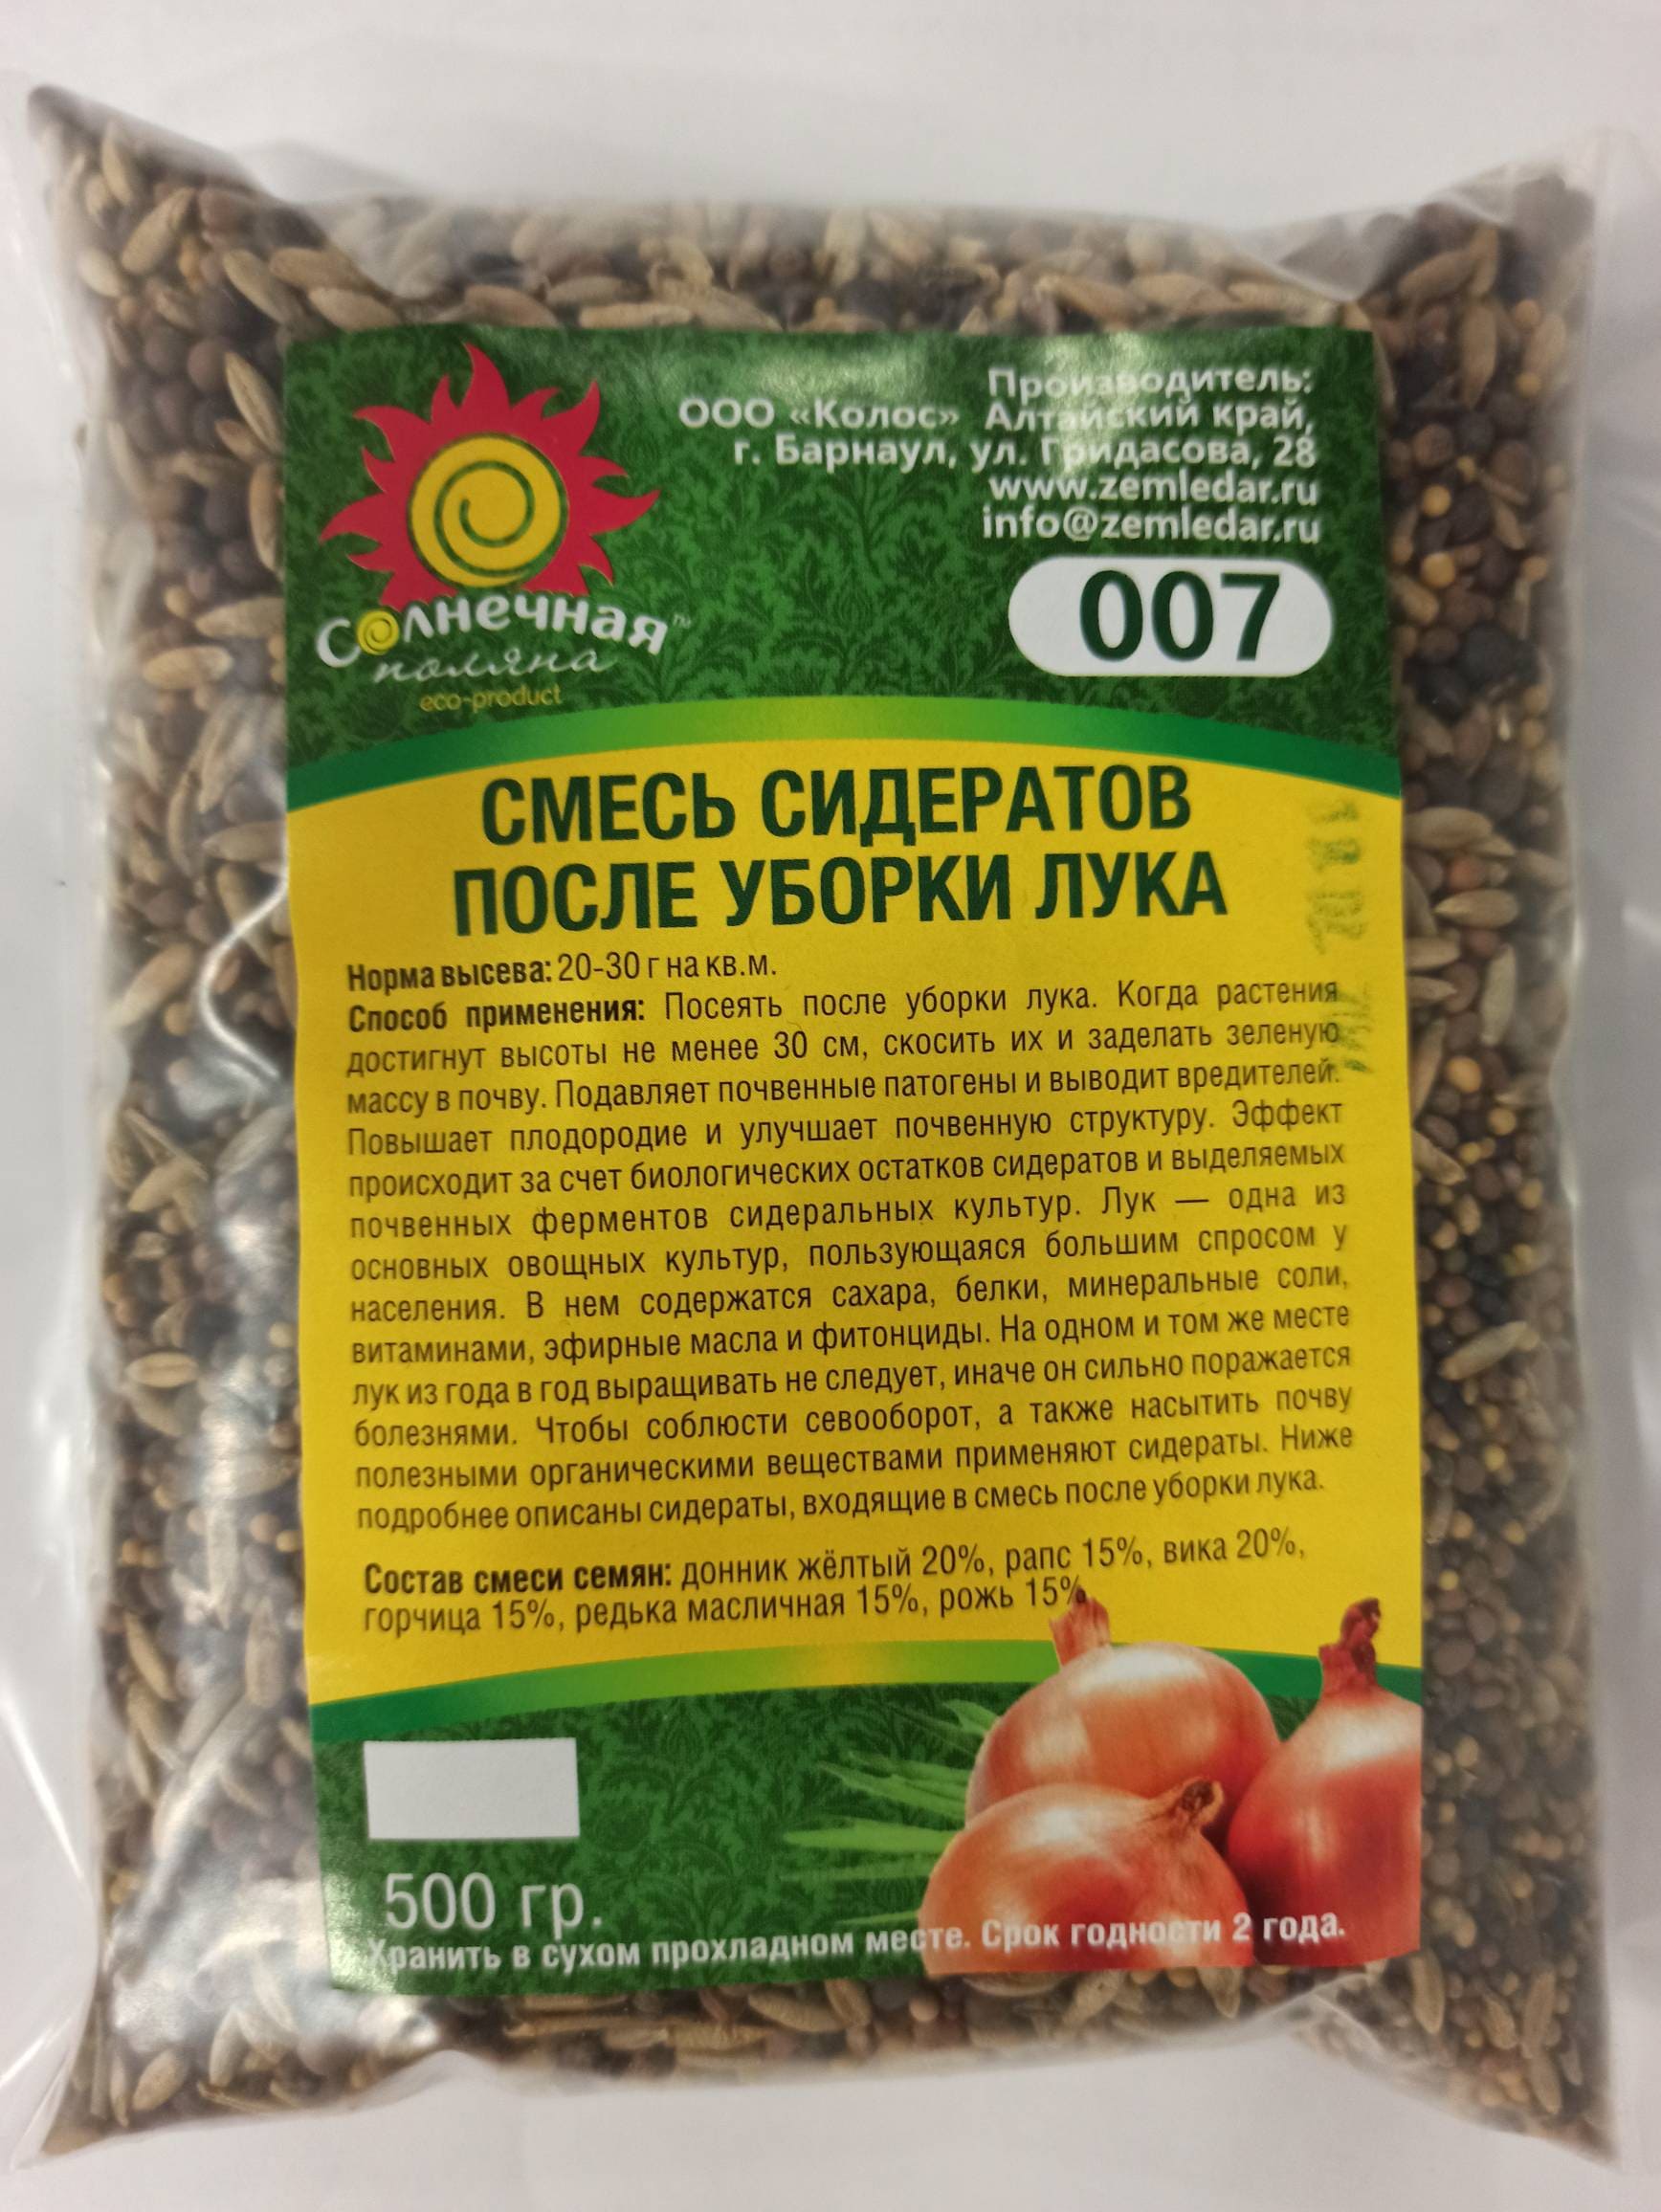 Производитель:
ООО «Колос» Алтайский край,
г. Барнаул, ул. Гридасова, 28
www.zemledar.ru
info@zemledar.ru
Солнечная
поляна
eco-product
007
СМЕСЬ СИДЕРАТОВ
ПОСЛЕ УБОРКИ ЛУКА
Норма высева: 20-30 г на кв.м.
Способ применения: Посеять после уборки лука. Когда растения
достигнут высоты не менее 30 см, скосить их и заделать зеленую
массу в почву. Подавляет почвенные патогены и выводит вредителей.
Повышает плодородие и улучшает почвенную структуру. Эффект
происходит за счет биологических остатков сидератов и выделяемых
почвенных ферментов сидеральных культур. Лук — одна из
основных овощных культур, пользующаяся большим спросом у
населения. В нем содержатся сахара, белки, минеральные соли,
витаминами, эфирные масла и фитонциды. На одном и том же месте
лук из года в год выращивать не следует, иначе он сильно поражается
болезнями. Чтобы соблюсти севооборот, а также насытить почву
полезными органическими веществами применяют сидераты. Ниже
подробнее описаны сидераты, входящие в смесь после уборки лука.
Состав смеси семян: донник жёлтый 20%, рапс 15%, вика 20%,
горчица 15%, редька масличная 15%, рожь 15%
500 гр.
Хранить в сухом прохладном месте. Срок годности 2 года.